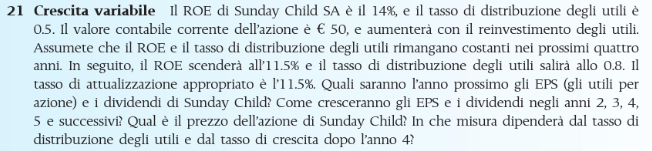 21 Crescita variabile Il ROE di Sunday Child SA è il 14%, e il tasso di distribuzione degli utili è
0.5. Il valore contabile corrente dell'azione è € 50, e aumenterà con il reinvestimento degli utili.
Assumete che il ROE e il tasso di distribuzione degli utili rimangano costanti nei prossimi quattro
anni. In seguito, il ROE scenderà all'11.5% e il tasso di distribuzione degli utili salirà allo 0.8. Il
tasso di attualizzazione appropriato è l'11.5%. Quali saranno l'anno prossimo gli EPS (gli utili per
azione) e i dividendi di Sunday Child? Come cresceranno gli EPS e i dividendi negli anni 2, 3, 4,
5 e successivi? Qual è il prezzo dell'azione di Sunday Child? In che misura dipenderà dal tasso di
distribuzione degli utili e dal tasso di crescita dopo l'anno 4?